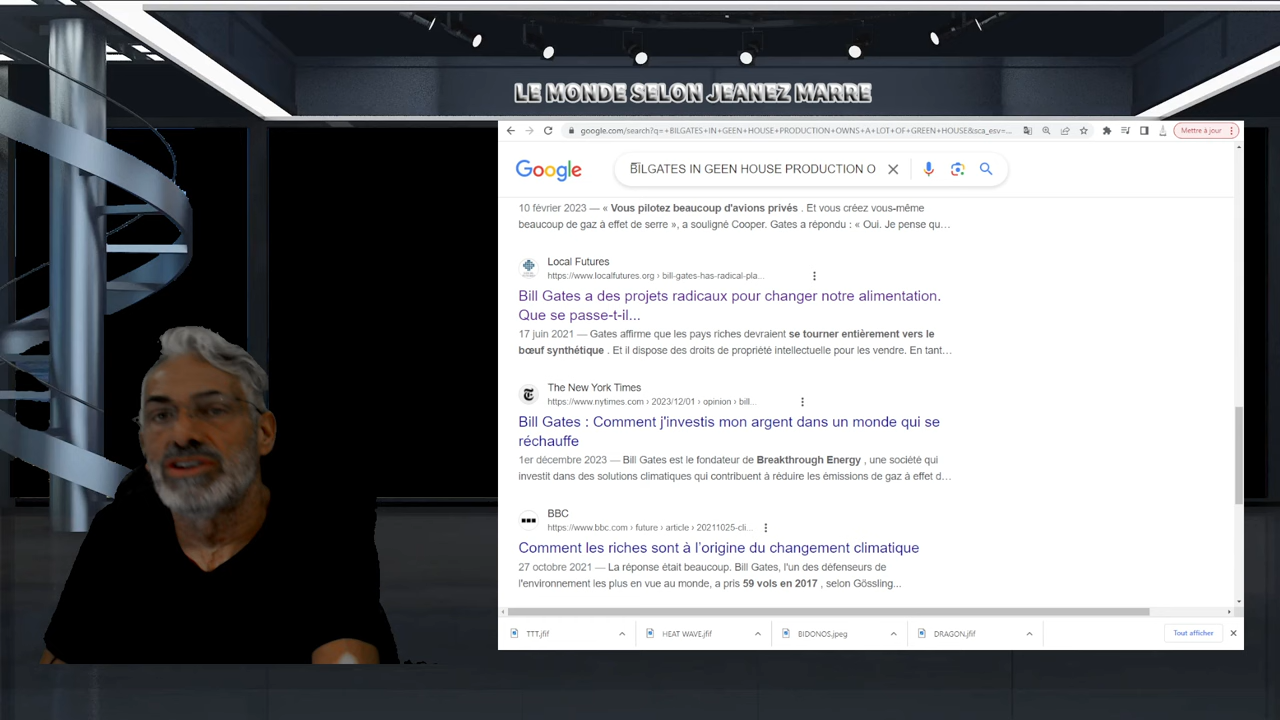 LE MONDE SELON JEANEZ MARRE
google.com/search?q=+BILGATES+IN+GEEN+HOUSE+PRODUCTION+OWNS+A+LOT+OF+GREEN+HOUSE&sca_esv=...
Mettre à jour
Google
BILGATES IN GEEN HOUSE PRODUCTION O
10 février 2023 — « Vous pilotez beaucoup d'avions privés . Et vous créez vous-même
beaucoup de gaz à effet de serre », a souligné Cooper. Gates a répondu : « Oui. Je pense qu...
Local Futures
https://www.localfutures.org › bill-gates-has-radical-pla...
Bill Gates a des projets radicaux pour changer notre alimentation.
Que se passe-t-il...
17 juin 2021 — Gates affirme que les pays riches devraient se tourner entièrement vers le
bœuf synthétique . Et il dispose des droits de propriété intellectuelle pour les vendre. En tant...
The New York Times
https://www.nytimes.com › 2023/12/01 › opinion › bill...
Bill Gates : Comment j'investis mon argent dans un monde qui se
réchauffe
1er décembre 2023 — Bill Gates est le fondateur de Breakthrough Energy , une société qui
investit dans des solutions climatiques qui contribuent à réduire les émissions de gaz à effet d...
BBC
https://www.bbc.com › future › article › 20211025-cli...
Comment les riches sont à l'origine du changement climatique
27 octobre 2021 — La réponse était beaucoup. Bill Gates, l'un des défenseurs de
l'environnement les plus en vue au monde, a pris 59 vols en 2017 , selon Gössling...
TTT.jfif
HEAT WAVE.jfif
BIDONOS.jpeg
DRAGON.jfif
Tout afficher